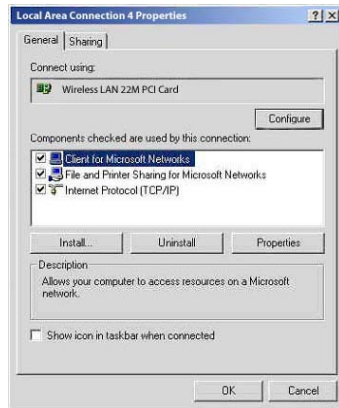 Local Area Connection 4 Properties
General Sharing
Connect using:
Wireless LAN 22M PCI Card
Configure
Components checked are used by this connection:
Client for Microsoft Networks
File and Printer Sharing for Microsoft Networks
Internet Protocol (TCP/IP)
Install... Uninstall Properties
Description
Allows your computer to access resources on a Microsoft
network.
Show icon in taskbar when connected
OK Cancel